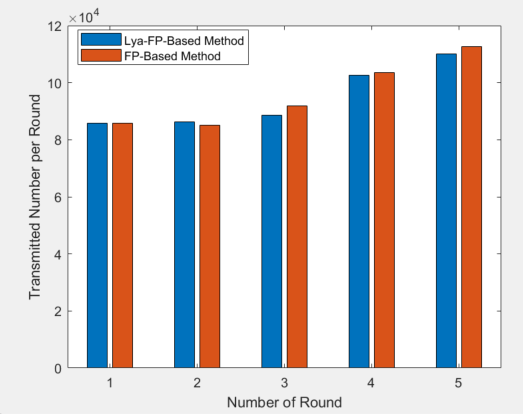 ×10⁴
12
10
8
6
4
2
0
Transmitted Number per Round
Lya-FP-Based Method
FP-Based Method
1 2 3 4 5
Number of Round